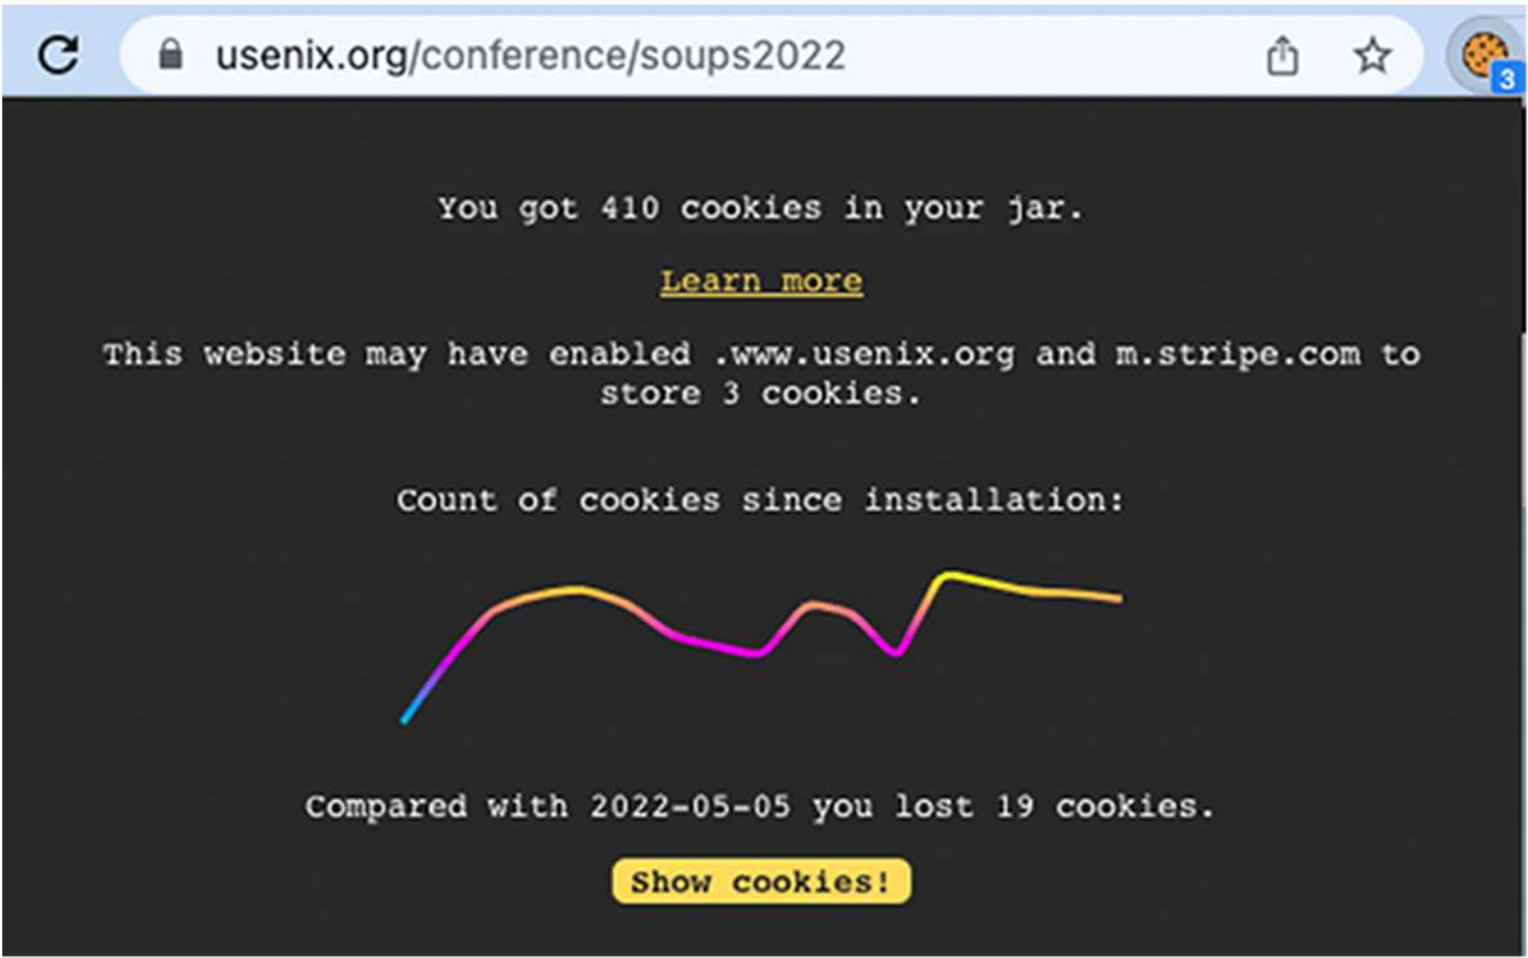 usenix.org/conference/soups2022
3
You got 410 cookies in your jar.
Learn more
This website may have enabled .www.usenix.org and m.stripe.com to
store 3 cookies.
Count of cookies since installation:
Compared with 2022-05-05 you lost 19 cookies.
Show cookies!